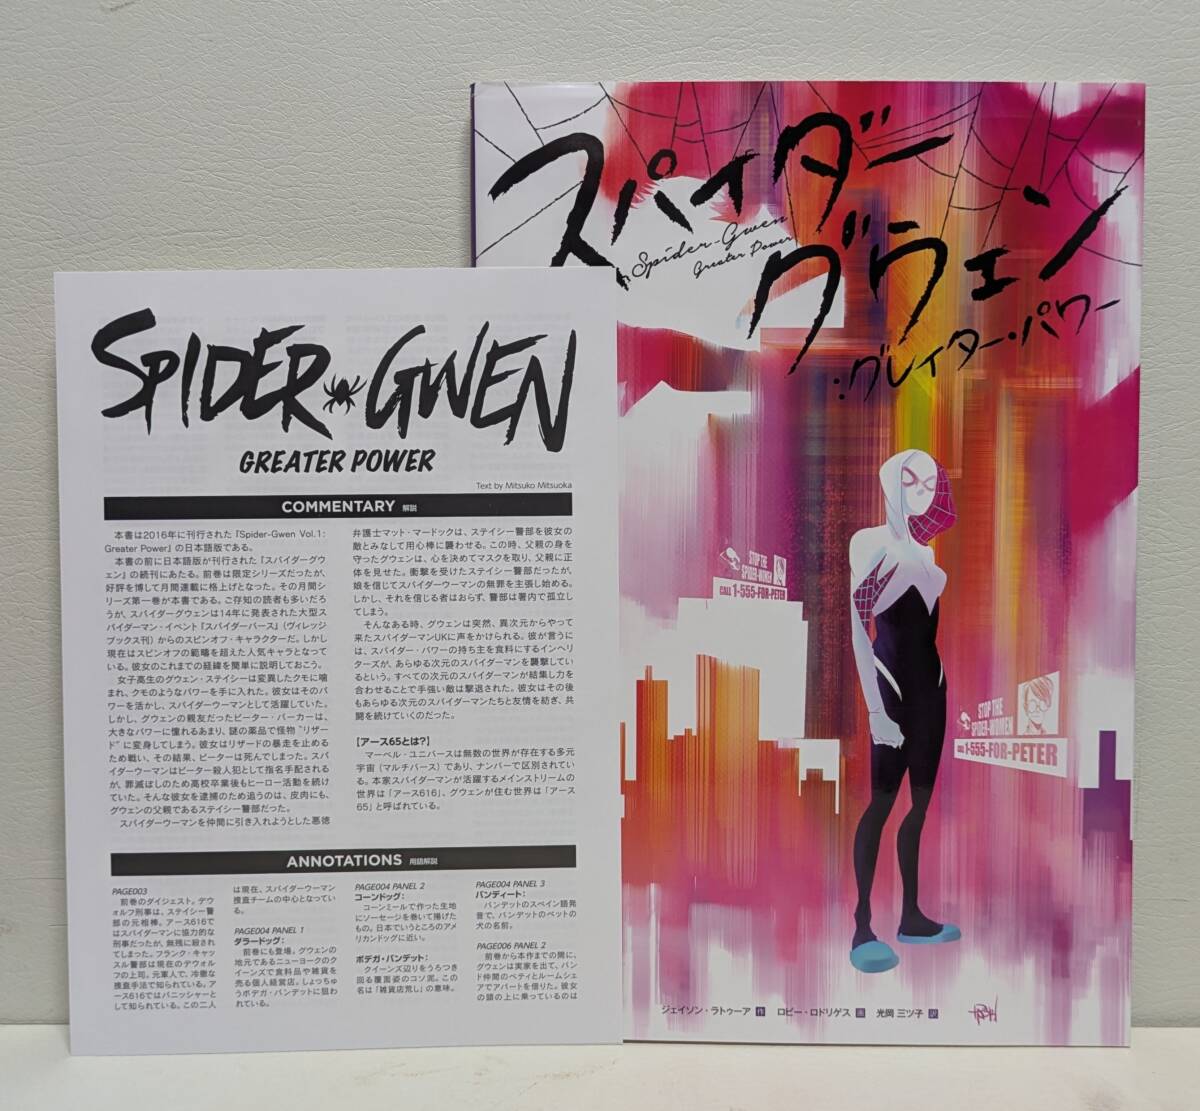 スパイダー
グウェン
Spider-Gwen
Greater Power
:グレイター・パワー
STOP THE
SPIDER-WOMEN
CALL 1-555-FOR-PETER
STOP THE
SPIDER-WOMEN
CALL 1-555-FOR-PETER
ジェイソン・ラトゥーア 作 ロビー・ロドリゲス 画 光岡 三ツ子 訳
SPIDER GWEN
GREATER POWER
Text by Mitsuko Mitsuoka
COMMENTARY 解説
本書は2016年に刊行された『Spider-Gwen Vol.1:
Greater Power』の日本語版である。
本書の前に日本語版が刊行された『スパイダーグウ
ェン』の続刊にあたる。前巻は限定シリーズだったが、
好評を博して月間連載に格上げとなった。その月間シ
リーズ第一巻が本書である。ご存知の読者も多いだろ
うが、スパイダーグウェンは14年に発表された大型ス
パイダーマン・イベント『スパイダーバース』(ヴィレッジ
ブックス刊)からのスピンオフ・キャラクターだ。しかし
現在はスピンオフの範疇を超えた人気キャラとなって
いる。彼女のこれまでの経緯を簡単に説明しておこう。
女子高生のグウェン・ステイシーは変異したクモに噛
まれ、クモのようなパワーを手に入れた。彼女はそのパ
ワーを活かし、スパイダーウーマンとして活躍していた。
しかし、グウェンの親友だったピーター・パーカーは、
大きなパワーに憧れるあまり、謎の薬品で怪物“リザー
ド”に変身してしまう。彼女はリザードの暴走を止める
ため戦い、その結果、ピーターは死んでしまった。スパ
イダーウーマンはピーター殺人犯として指名手配される
が、罪滅ぼしのため高校卒業後もヒーロー活動を続け
ていた。そんな彼女を逮捕のため追うのは、皮肉にも、
グウェンの父親であるステイシー警部だった。
スパイダーウーマンを仲間に引き入れようとした悪徳
弁護士マット・マードックは、ステイシー警部を彼女の
敵とみなして用心棒に襲わせる。この時、父親の身を
守ったグウェンは、心を決めてマスクを取り、父親に正
体を見せた。衝撃を受けたステイシー警部だったが、
娘を信じてスパイダーウーマンの無罪を主張し始める。
しかし、それを信じる者はおらず、警部は署内で孤立し
てしまう。
そんなある時、グウェンは突然、異次元からやって
来たスパイダーマンUKに声をかけられる。彼が言うに
は、スパイダー・パワーの持ち主を食料にするインヘリ
ターズが、あらゆる次元のスパイダーマンを襲撃してい
るという。すべての次元のスパイダーマンが結集し力を
合わせることで手強い敵は撃退された。彼女はその後
もあらゆる次元のスパイダーマンたちと友情を紡ぎ、共
闘を続けていくのだった。
【アース65とは?】
マーベル・ユニバースは無数の世界が存在する多元
宇宙(マルチバース)であり、ナンバーで区別されてい
る。本家スパイダーマンが活躍するメインストリームの
世界は「アース616」、グウェンが住む世界は「アース
65」と呼ばれている。
ANNOTATIONS 用語解説
PAGE003
前巻のダイジェスト。デウ
ォルフ刑事は、ステイシー警
部の元相棒。アース616で
はスパイダーマンに協力的な
刑事だったが、無残に殺され
てしまった。フランク・キャッ
スル警部は現在のデウォル
フの上司。元軍人で、冷徹な
捜査手法で知られている。ア
ース616ではパニッシャーと
して知られている。この二人
は現在、スパイダーウーマン
捜査チームの中心となってい
る。
PAGE004 PANEL 1
ダラードッグ:
前巻にも登場。グウェンの
地元であるニューヨークのク
イーンズで食料品や雑貨を
売る個人経営店。しょっちゅ
うボデガ・バンデットに狙わ
れている。
PAGE004 PANEL 2
コーンドッグ:
コーンミールで作った生地
にソーセージを巻いて揚げた
もの。日本でいうところのアメ
リカンドッグに近い。
ボデガ・バンデット:
クイーンズ辺りをうろつき
回る覆面姿のコソ泥。この名
は「雑貨店荒し」の意味。
PAGE004 PANEL 3
バンディート:
バンデットのスペイン語発
音で、バンデットのペットの
犬の名前。
PAGE006 PANEL 2
前巻から本作までの間に、
グウェンは実家を出て、バン
ド仲間のベティとルームシェ
アでアパートを借りた。彼女
の頭の上に乗っているのは